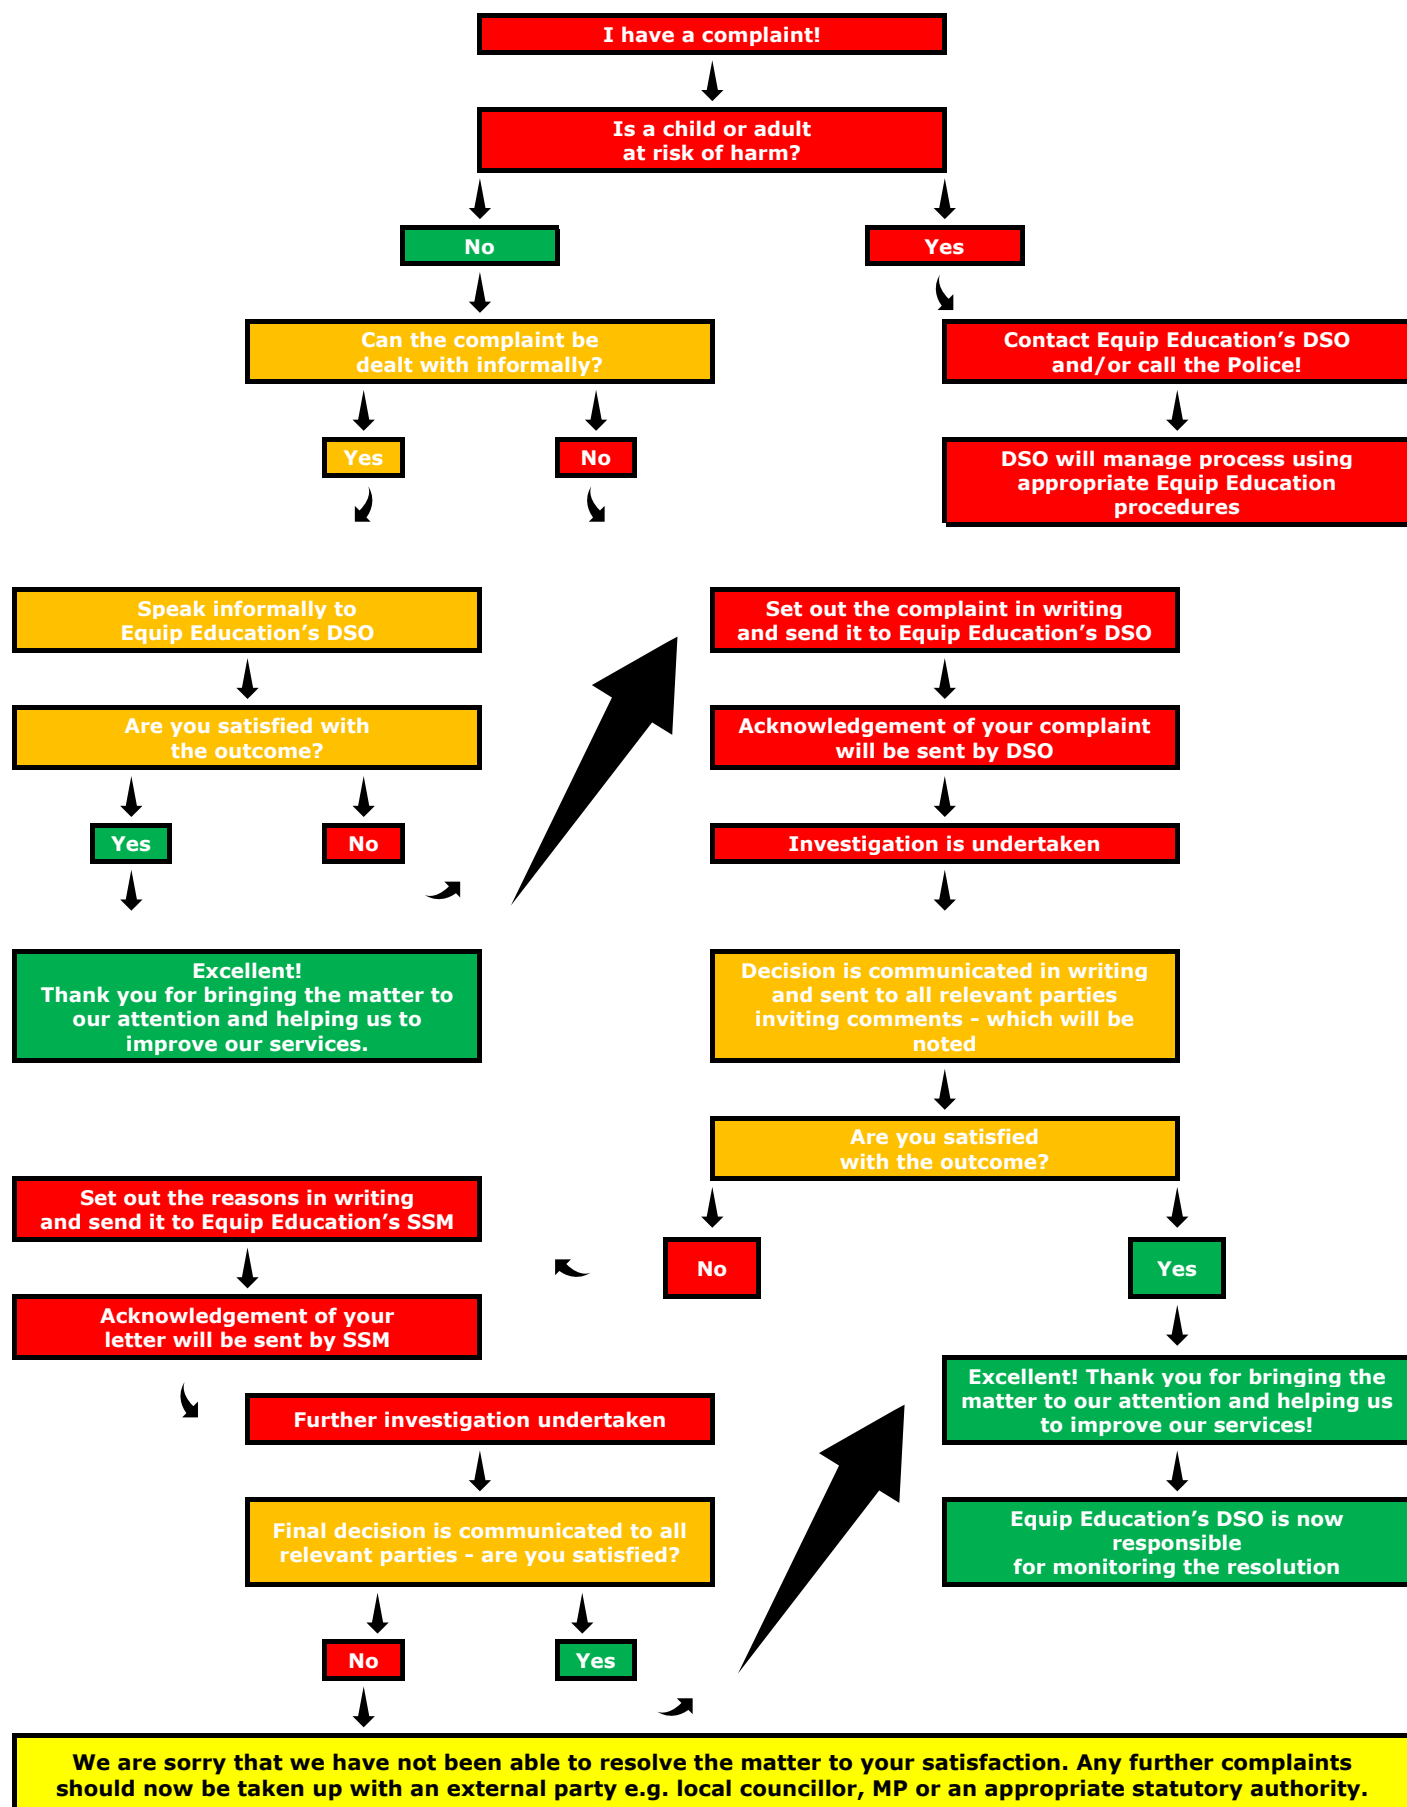 I have a complaint!
Is a child or adult
at risk of harm?
No
Yes
Can the complaint be
dealt with informally?
Contact Equip Education’s DSO
and/or call the Police!
Yes
No
DSO will manage process using
appropriate Equip Education
procedures
Speak informally to
Equip Education’s DSO
Set out the complaint in writing
and send it to Equip Education’s DSO
Are you satisfied with
the outcome?
Acknowledgement of your complaint
will be sent by DSO
Yes
No
Investigation is undertaken
Excellent!
Thank you for bringing the matter to
our attention and helping us to
improve our services.
Decision is communicated in writing
and sent to all relevant parties
inviting comments – which will be
noted
Are you satisfied
with the outcome?
Set out the reasons in writing
and send it to Equip Education’s SSM
No
Yes
Acknowledgement of your
letter will be sent by SSM
Excellent! Thank you for bringing the
matter to our attention and helping us
to improve our services!
Further investigation undertaken
Final decision is communicated to all
relevant parties - are you satisfied?
Equip Education’s DSO is now
responsible
for monitoring the resolution
No
Yes
We are sorry that we have not been able to resolve the matter to your satisfaction. Any further complaints
should now be taken up with an external party e.g. local councillor, MP or an appropriate statutory authority.